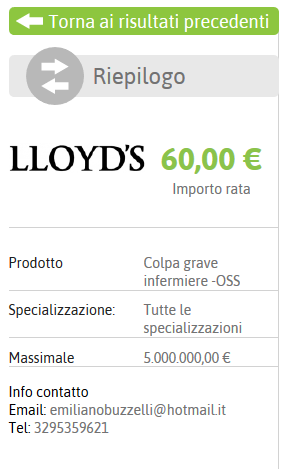 Torna ai risultati precedenti
Riepilogo
LLOYD'S 60,00 €
Importo rata
Prodotto Colpa grave
infermiere -OSS
Specializzazione: Tutte le
specializzazioni
Massimale 5.000.000,00 €
Info contatto
Email: emilianobuzzelli@hotmail.it
Tel: 3295359621